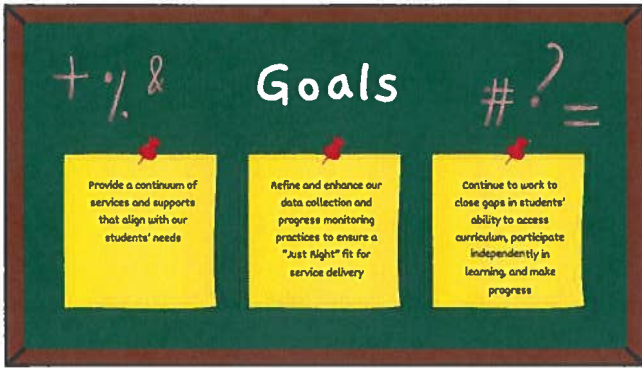 + % &
Goals
# ? =
Provide a continuum of
services and supports
that align with our
students' needs
Refine and enhance our
data collection and
progress monitoring
practices to ensure a
"Just Right" fit for
service delivery
Continue to work to
close gaps in students'
ability to access
curriculum, participate
independently in
learning, and make
progress